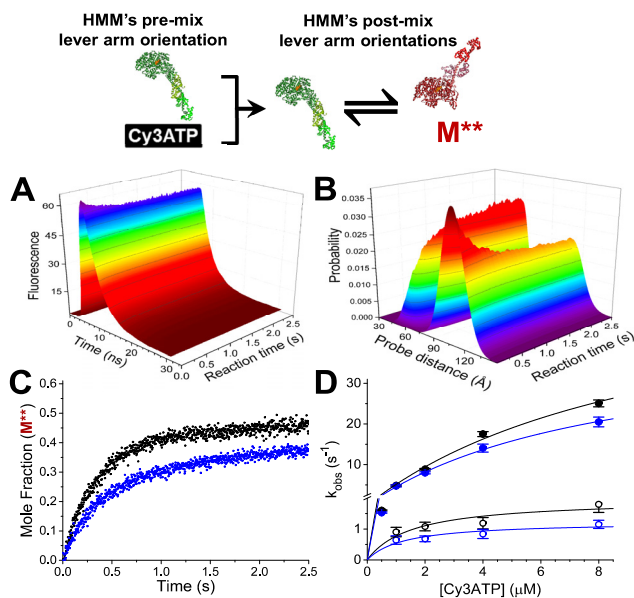 HMM's pre-mix
lever arm orientation
HMM's post-mix
lever arm orientations
Cy3ATP
M**
A
Fluorescence
60
45
30
15
0
10
20
30
Time (ns)
0.0
0.5
1.0
1.5
2.0
2.5
Reaction time (s)
B
Probability
0.035
0.030
0.025
0.020
0.015
0.010
0.005
0.000
30
60
90
120
Probe distance (Å)
0.5
1.0
1.5
2.0
2.5
Reaction time (s)
C
Mole Fraction (M**)
0.6
0.5
0.4
0.3
0.2
0.1
0.0
0.0
0.5
1.0
1.5
2.0
2.5
Time (s)
D
kobs (s-1)
30
20
10
1
0
0
2
4
6
8
[Cy3ATP] (μM)